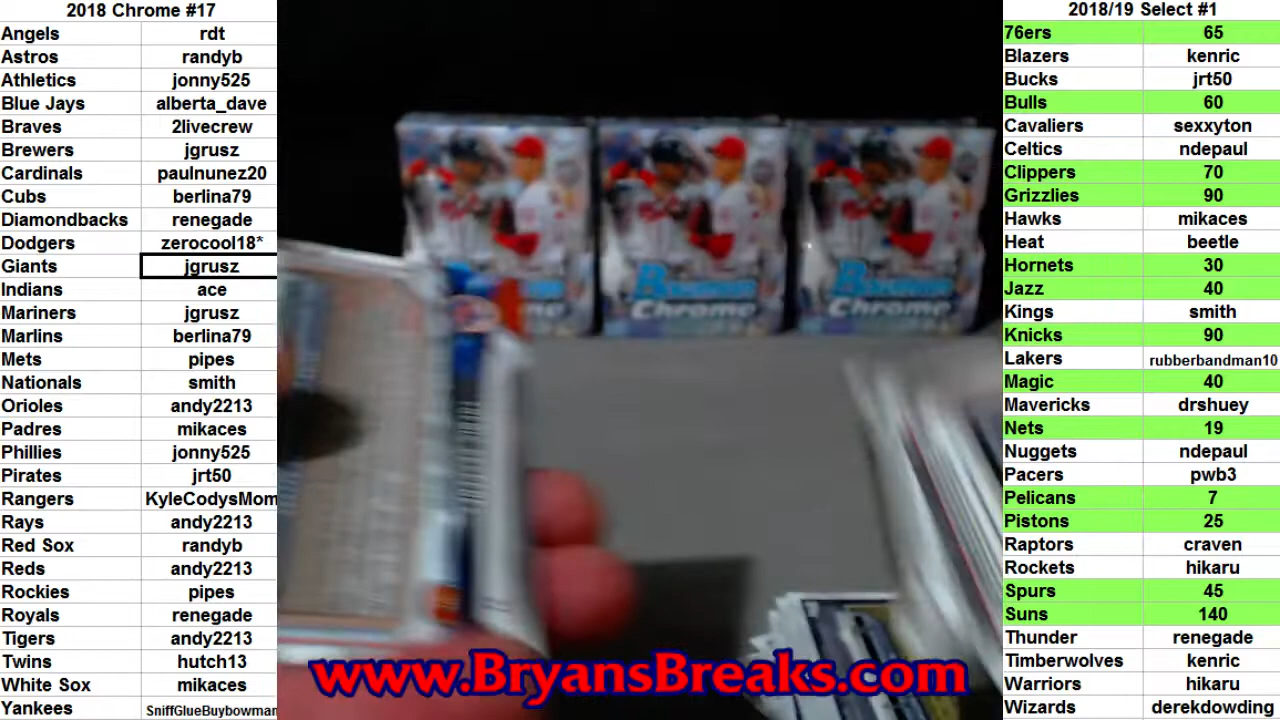 2018 Chrome #17
Angels rdt
Astros randyb
Athletics jonny525
Blue Jays alberta_dave
Braves 2livecrew
Brewers jgrusz
Cardinals paulnunez20
Cubs berlina79
Diamondbacks renegade
Dodgers zerocool18*
Giants jgrusz
Indians ace
Mariners jgrusz
Marlins berlina79
Mets pipes
Nationals smith
Orioles andy2213
Padres mikaces
Phillies jonny525
Pirates jrt50
Rangers KyleCodysMom
Rays andy2213
Red Sox randyb
Reds andy2213
Rockies pipes
Royals renegade
Tigers andy2213
Twins hutch13
White Sox mikaces
Yankees SniffGlueBuybowman
Bowman
Chrome
Bowman
Chrome
www.BryansBreaks.com
2018/19 Select #1
76ers 65
Blazers kenric
Bucks jrt50
Bulls 60
Cavaliers sexxyton
Celtics ndepaul
Clippers 70
Grizzlies 90
Hawks mikaces
Heat beetle
Hornets 30
Jazz 40
Kings smith
Knicks 90
Lakers rubberbandman10
Magic 40
Mavericks drshuey
Nets 19
Nuggets ndepaul
Pacers pwb3
Pelicans 7
Pistons 25
Raptors craven
Rockets hikaru
Spurs 45
Suns 140
Thunder renegade
Timberwolves kenric
Warriors hikaru
Wizards derekdowding